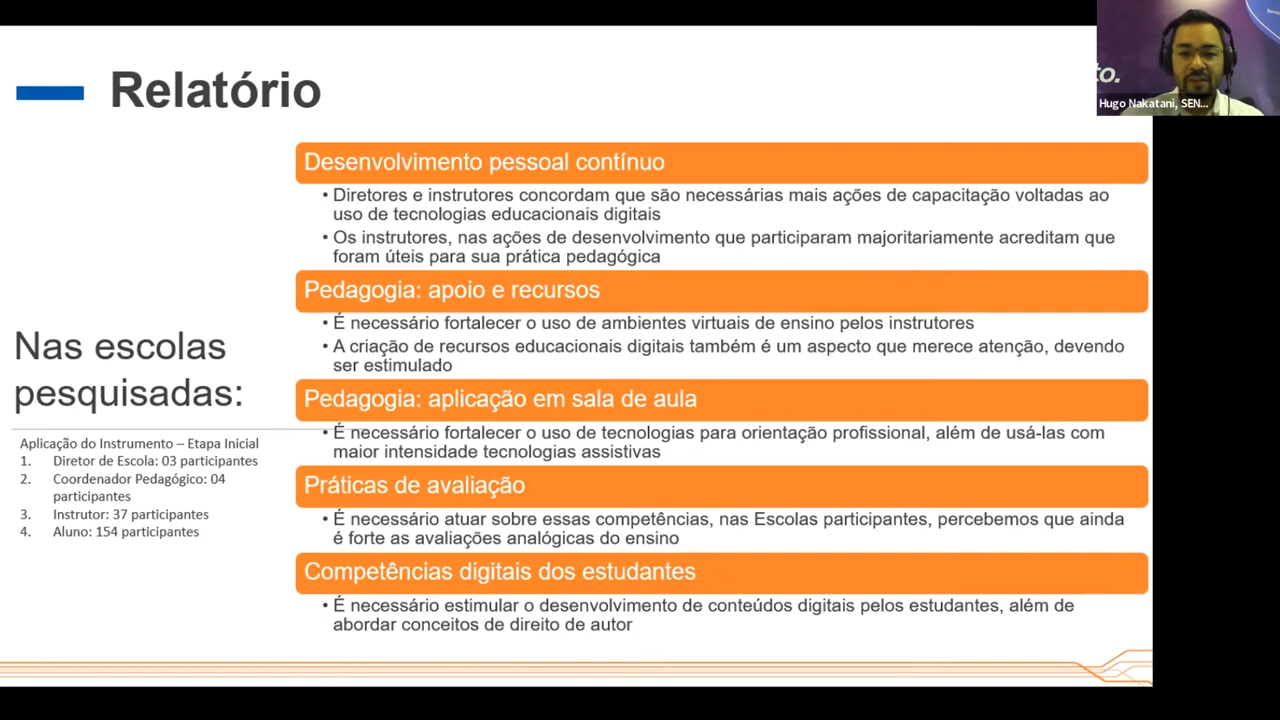 Relatório
to.
Hugo Nakatani, SEN...
Desenvolvimento pessoal contínuo
• Diretores e instrutores concordam que são necessárias mais ações de capacitação voltadas ao
uso de tecnologias educacionais digitais
• Os instrutores, nas ações de desenvolvimento que participaram majoritariamente acreditam que
foram úteis para sua prática pedagógica
Pedagogia: apoio e recursos
• É necessário fortalecer o uso de ambientes virtuais de ensino pelos instrutores
• A criação de recursos educacionais digitais também é um aspecto que merece atenção, devendo
ser estimulado
Pedagogia: aplicação em sala de aula
• É necessário fortalecer o uso de tecnologias para orientação profissional, além de usá-las com
maior intensidade tecnologias assistivas
Práticas de avaliação
• É necessário atuar sobre essas competências, nas Escolas participantes, percebemos que ainda
é forte as avaliações analógicas do ensino
Competências digitais dos estudantes
• É necessário estimular o desenvolvimento de conteúdos digitais pelos estudantes, além de
abordar conceitos de direito de autor
Nas escolas
pesquisadas:
Aplicação do Instrumento – Etapa Inicial
1. Diretor de Escola: 03 participantes
2. Coordenador Pedagógico: 04
participantes
3. Instrutor: 37 participantes
4. Aluno: 154 participantes